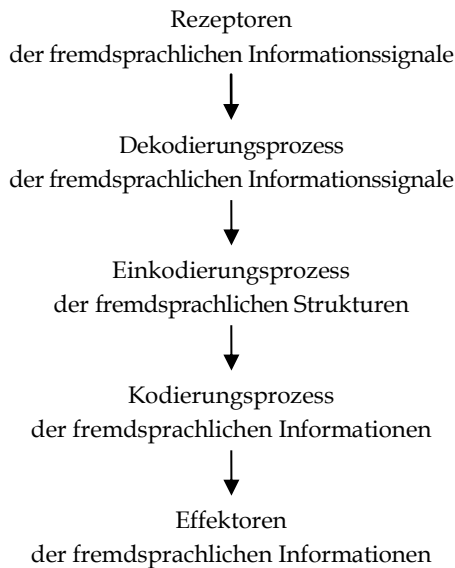 Rezeptoren
der fremdsprachlichen Informationssignale
Dekodierungsprozess
der fremdsprachlichen Informationssignale
Einkodierungsprozess
der fremdsprachlichen Strukturen
Kodierungsprozess
der fremdsprachlichen Informationen
Effektoren
der fremdsprachlichen Informationen